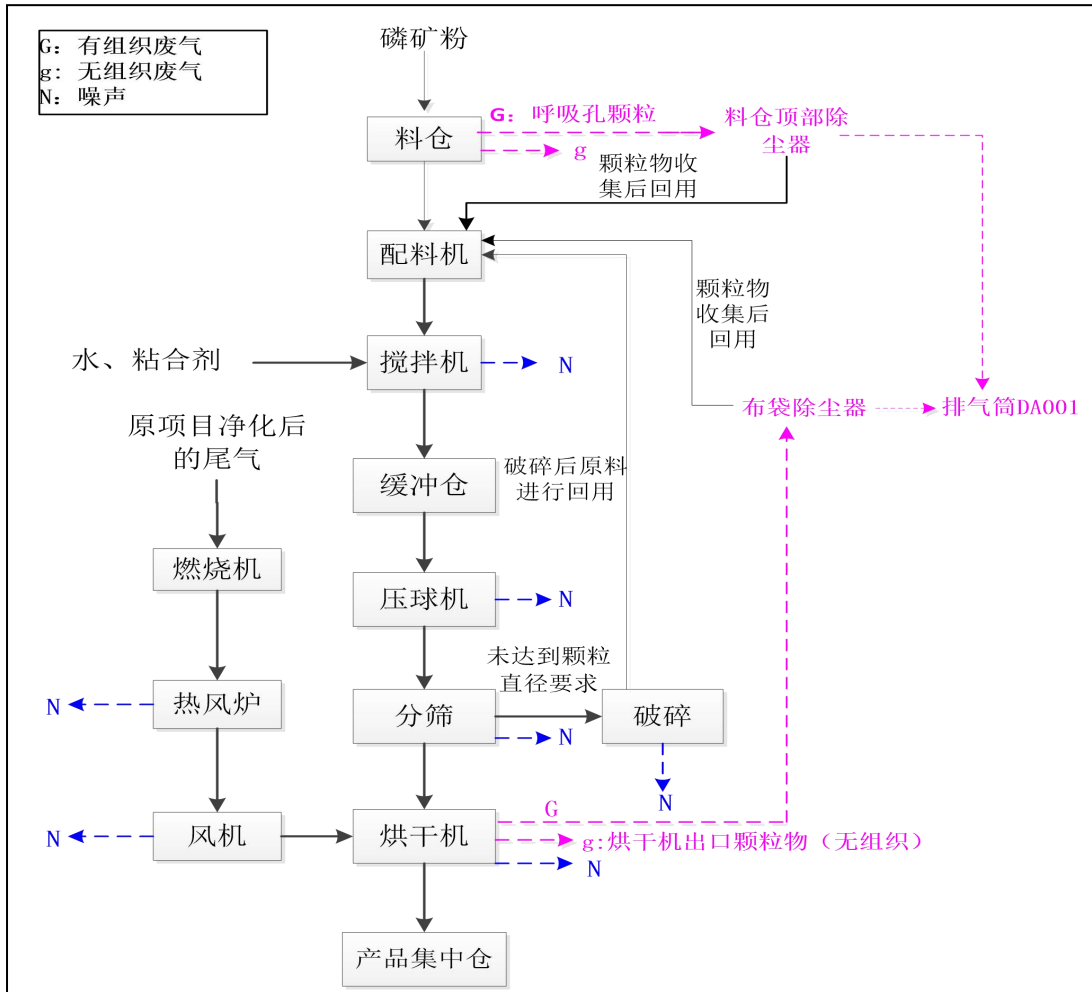 G: 有组织废气
g: 无组织废气
N: 噪声
磷矿粉
G: 呼吸孔颗粒
料仓顶部除
尘器
料仓
g
颗粒物收
集后回用
配料机
颗粒物
收集后
回用
水、粘合剂
搅拌机
N
布袋除尘器
排气筒DA001
原项目净化后
的尾气
缓冲仓
破碎后原料
进行回用
燃烧机
压球机
N
未达到颗粒
直径要求
N
热风炉
分筛
N
破碎
N
G
N
风机
烘干机
g:烘干机出口颗粒物（无组织）
N
产品集中仓